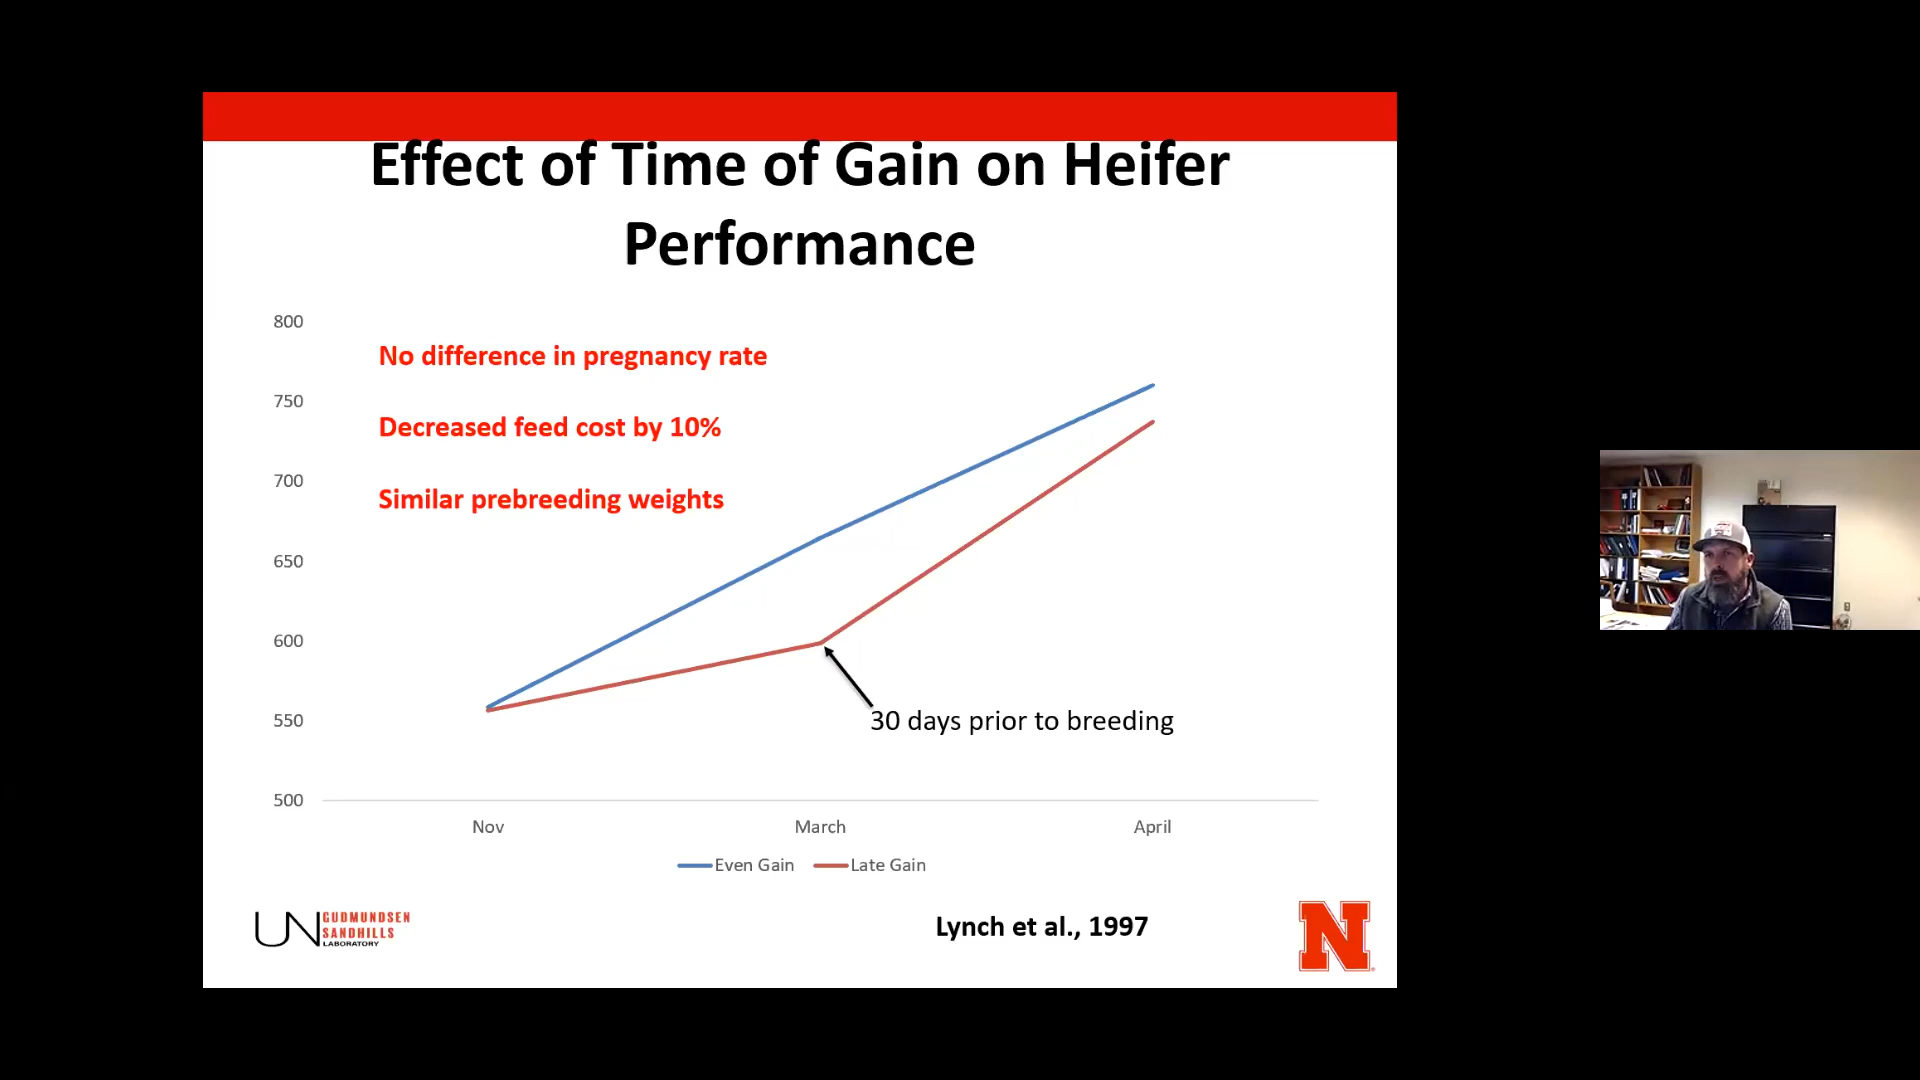 Effect of Time of Gain on Heifer
Performance
800
750
700
650
600
550
500
No difference in pregnancy rate
Decreased feed cost by 10%
Similar prebreeding weights
30 days prior to breeding
Nov March April
Even Gain Late Gain
UN GUDMUNDSEN
SANDHILLS
LABORATORY
Lynch et al., 1997
N